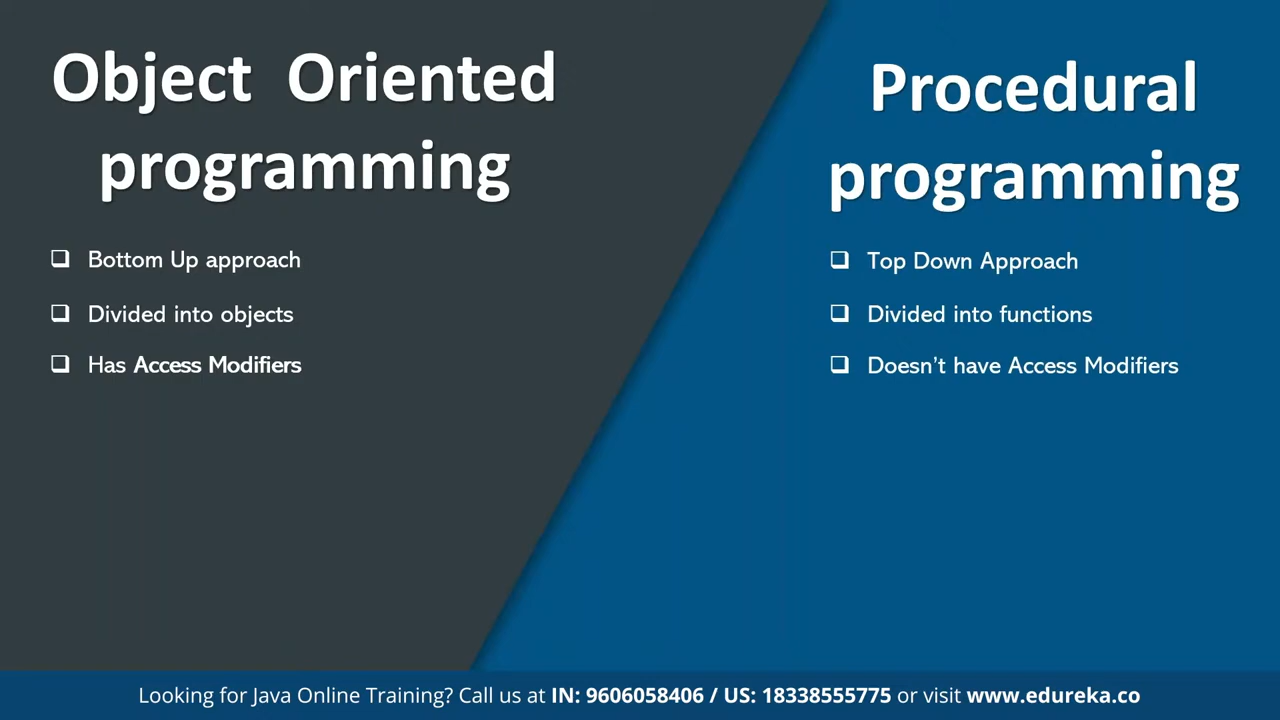 Object Oriented
programming
Bottom Up approach
Divided into objects
Has Access Modifiers
Procedural
programming
Top Down Approach
Divided into functions
Doesn't have Access Modifiers
Looking for Java Online Training? Call us at IN: 9606058406 / US: 18338555775 or visit www.edureka.co